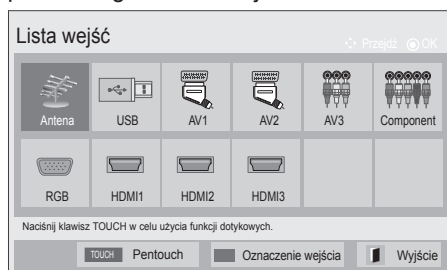 Lista wejść
Przejdź OK
Antena USB AV1 AV2 AV3 Component
RGB HDMI1 HDMI2 HDMI3
Naciśnij klawisz TOUCH w celu użycia funkcji dotykowych.
TOUCH Pentouch Oznaczenie wejścia Wyjście